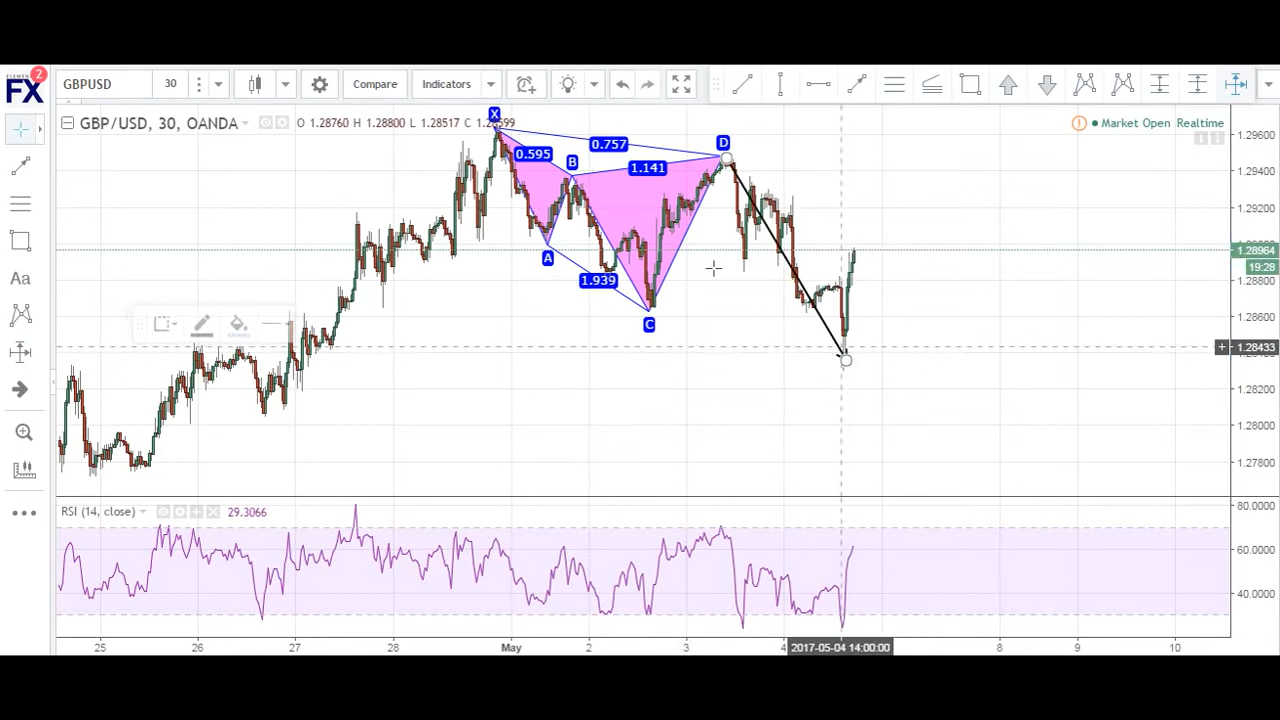 ELEMENT
FX
2
GBPUSD 30 Compare Indicators
GBP/USD, 30, OANDA O 1.28760 H 1.28800 L 1.28517 C
Market Open Realtime
X
D
0.757
0.595
B
1.141
A
1.939
C
Aa
1.29600
1.29400
1.29200
1.28964
19:28
1.28800
1.28600
+ 1.28433
1.28200
1.28000
1.27800
RSI (14, close) 29.3066
80.0000
60.0000
40.0000
25 26 27 28 May 2 3 4 2017-05-04 14:00:00 8 9 10